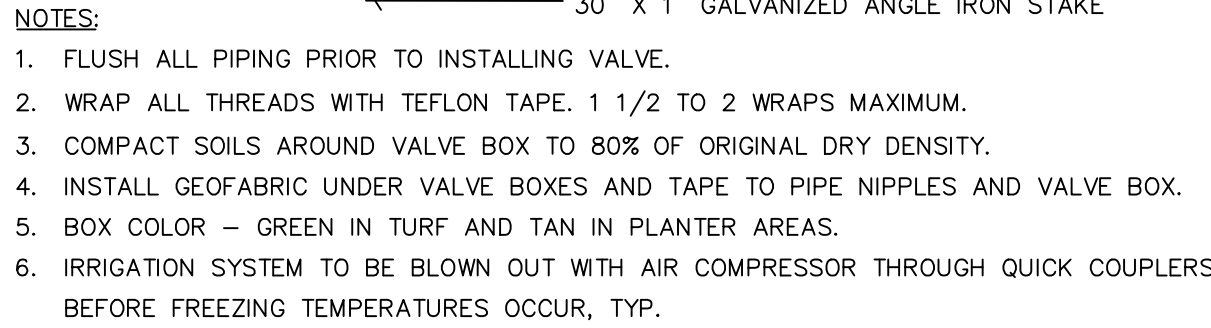 30 X 1 GALVANIZED ANGLE IRON STAKE
NOTES:
1. FLUSH ALL PIPING PRIOR TO INSTALLING VALVE.
2. WRAP ALL THREADS WITH TEFLON TAPE. 1 1/2 TO 2 WRAPS MAXIMUM.
3. COMPACT SOILS AROUND VALVE BOX TO 80% OF ORIGINAL DRY DENSITY.
4. INSTALL GEOFABRIC UNDER VALVE BOXES AND TAPE TO PIPE NIPPLES AND VALVE BOX.
5. BOX COLOR – GREEN IN TURF AND TAN IN PLANTER AREAS.
6. IRRIGATION SYSTEM TO BE BLOWN OUT WITH AIR COMPRESSOR THROUGH QUICK COUPLERS
BEFORE FREEZING TEMPERATURES OCCUR, TYP.